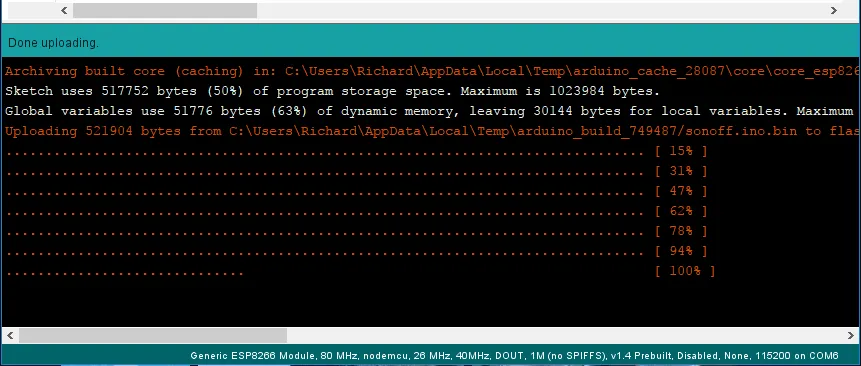 Done uploading.
Archiving built core (caching) in: C:\Users\Richard\AppData\Local\Temp\arduino_cache_28087\core\core_esp826
Sketch uses 517752 bytes (50%) of program storage space. Maximum is 1023984 bytes.
Global variables use 51776 bytes (63%) of dynamic memory, leaving 30144 bytes for local variables. Maximum
Uploading 521904 bytes from C:\Users\Richard\AppData\Local\Temp\arduino_build_749487/sonoff.ino.bin to flas
................................................................................ [ 15% ]
................................................................................ [ 31% ]
................................................................................ [ 47% ]
................................................................................ [ 62% ]
................................................................................ [ 78% ]
................................................................................ [ 94% ]
.............................. [ 100% ]
Generic ESP8266 Module, 80 MHz, nodemcu, 26 MHz, 40MHz, DOUT, 1M (no SPIFFS), v1.4 Prebuilt, Disabled, None, 115200 on COM6